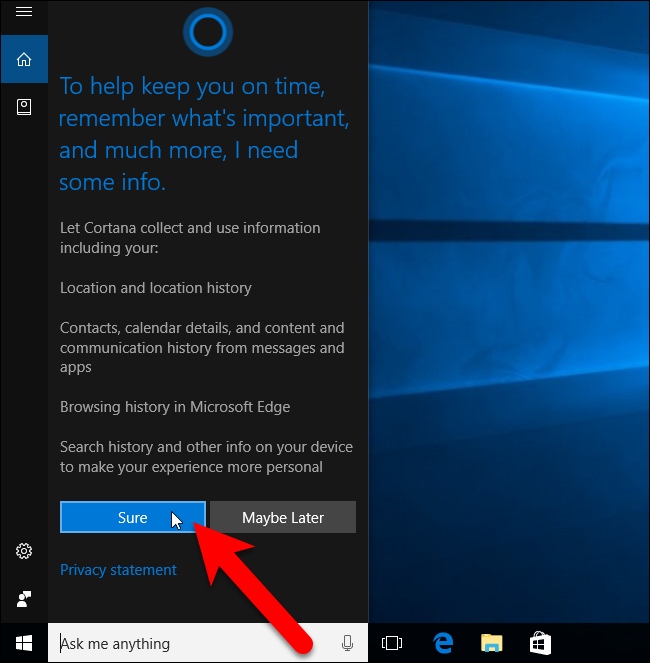 To help keep you on time,
remember what's important,
and much more, I need
some info.
Let Cortana collect and use information
including your:
Location and location history
Contacts, calendar details, and content and
communication history from messages and
apps
Browsing history in Microsoft Edge
Search history and other info on your device
to make your experience more personal
Sure
Maybe Later
Privacy statement
Ask me anything